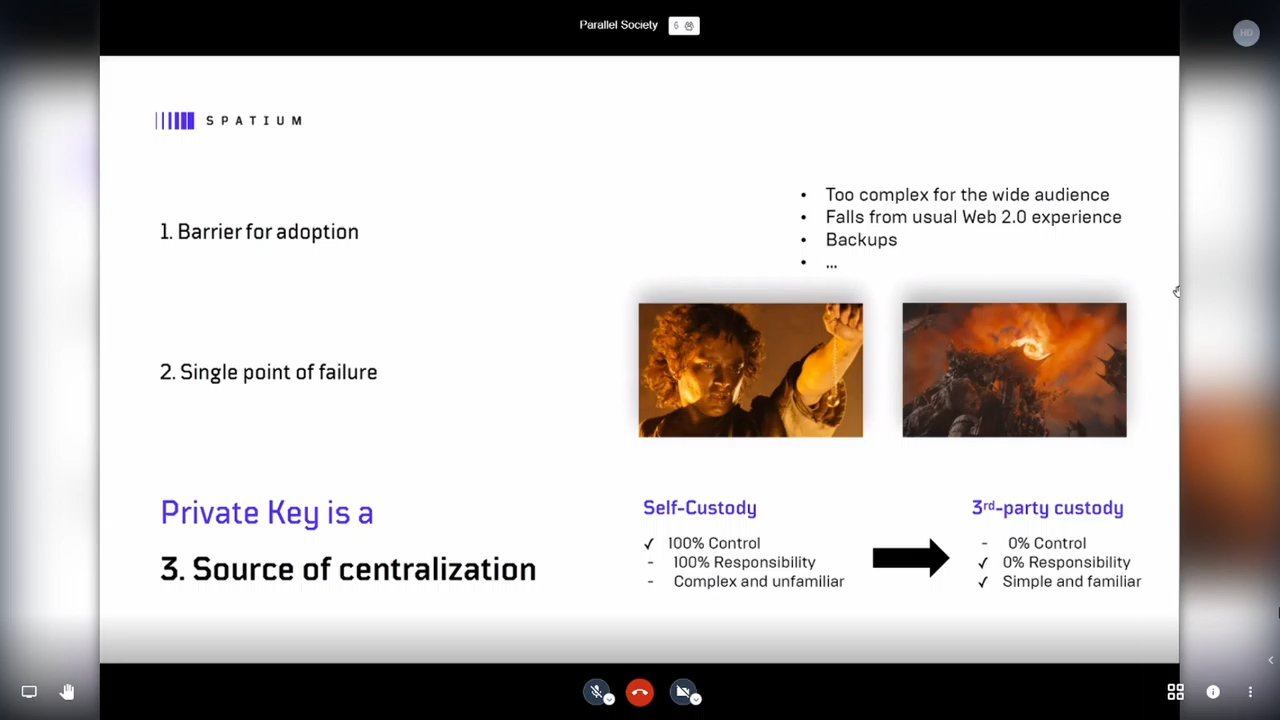 Parallel Society
6
HD
SPATIUM
1. Barrier for adoption
• Too complex for the wide audience
• Falls from usual Web 2.0 experience
• Backups
• ...
2. Single point of failure
Private Key is a
3. Source of centralization
Self-Custody
✓ 100% Control
- 100% Responsibility
- Complex and unfamiliar
3rd-party custody
- 0% Control
✓ 0% Responsibility
✓ Simple and familiar